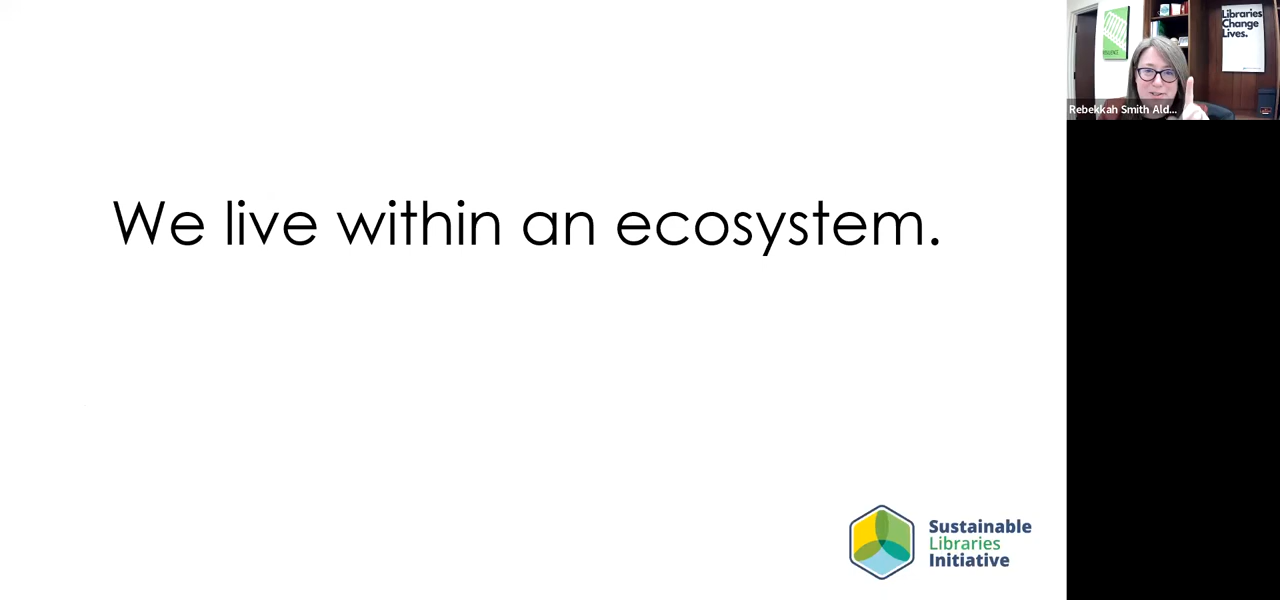 We live within an ecosystem.
Sustainable
Libraries
Initiative
Libraries
Change
Lives.
Rebekkah Smith Ald...